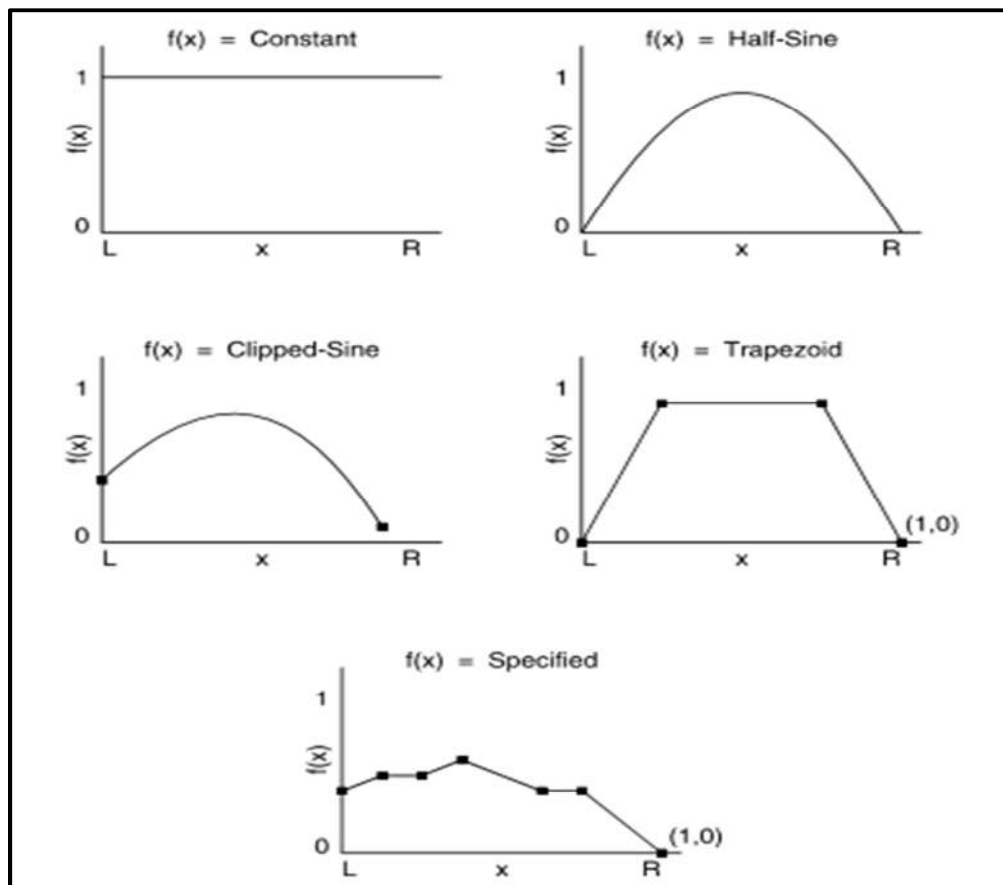 f(x) = Constant
1
f(x)
0
L x R
f(x) = Half-Sine
1
f(x)
0
L x R
f(x) = Clipped-Sine
1
f(x)
0
L x R
f(x) = Trapezoid
1
f(x)
0
(1,0)
L x R
f(x) = Specified
1
f(x)
0
(1,0)
L x R